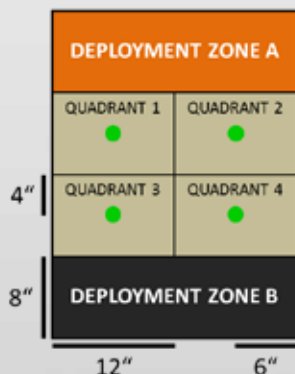 DEPLOYMENT ZONE A
QUADRANT 1 QUADRANT 2
QUADRANT 3 QUADRANT 4
4“
8“
DEPLOYMENT ZONE B
12“ 6“